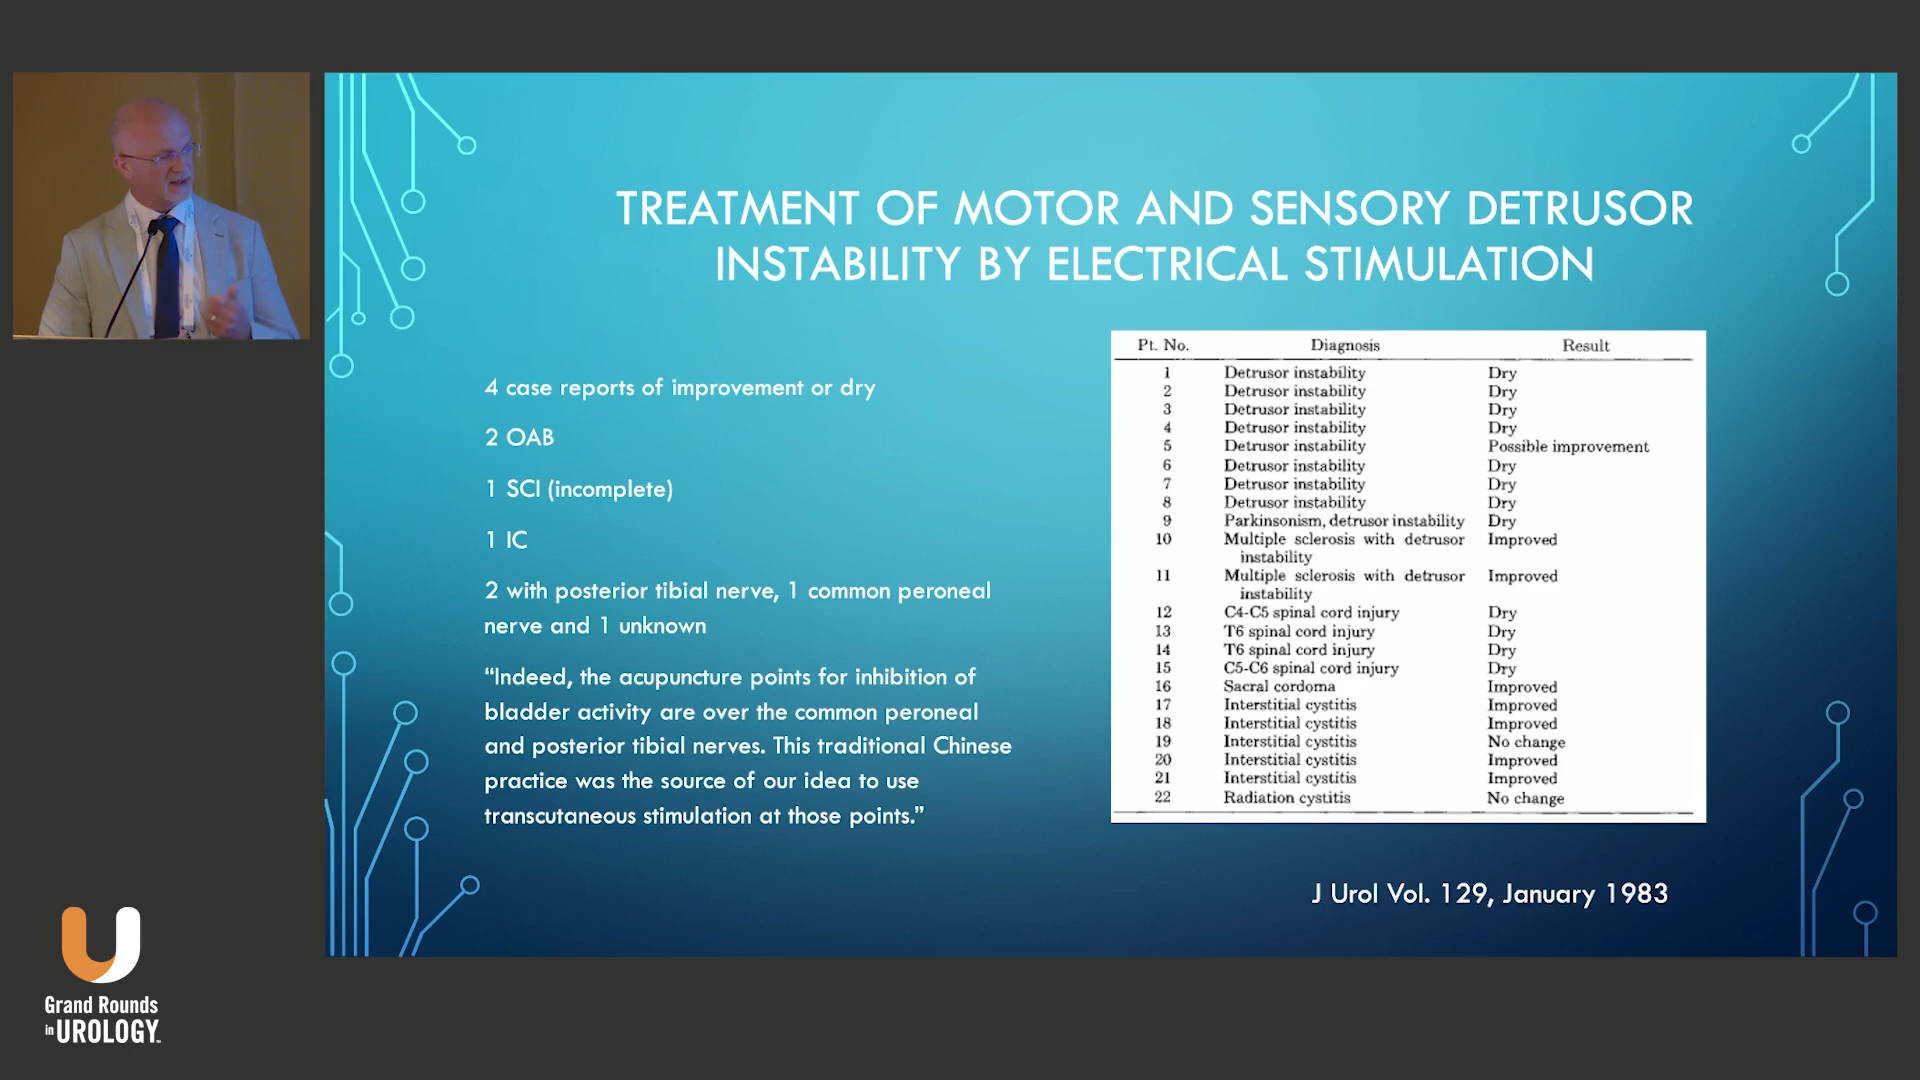 TREATMENT OF MOTOR AND SENSORY DETRUSOR
INSTABILITY BY ELECTRICAL STIMULATION
4 case reports of improvement or dry
2 OAB
1 SCI (incomplete)
1 IC
2 with posterior tibial nerve, 1 common peroneal
nerve and 1 unknown
“Indeed, the acupuncture points for inhibition of
bladder activity are over the common peroneal
and posterior tibial nerves. This traditional Chinese
practice was the source of our idea to use
transcutaneous stimulation at those points.”
Pt. No. Diagnosis Result
1 Detrusor instability Dry
2 Detrusor instability Dry
3 Detrusor instability Dry
4 Detrusor instability Dry
5 Detrusor instability Possible improvement
6 Detrusor instability Dry
7 Detrusor instability Dry
8 Detrusor instability Dry
9 Parkinsonism, detrusor instability Dry
10 Multiple sclerosis with detrusor Improved
instability
11 Multiple sclerosis with detrusor Improved
instability
12 C4-C5 spinal cord injury Dry
13 T6 spinal cord injury Dry
14 T6 spinal cord injury Dry
15 C5-C6 spinal cord injury Dry
16 Sacral cordoma Improved
17 Interstitial cystitis Improved
18 Interstitial cystitis Improved
19 Interstitial cystitis No change
20 Interstitial cystitis Improved
21 Interstitial cystitis Improved
22 Radiation cystitis No change
J Urol Vol. 129, January 1983
Grand Rounds
in UROLOGY™